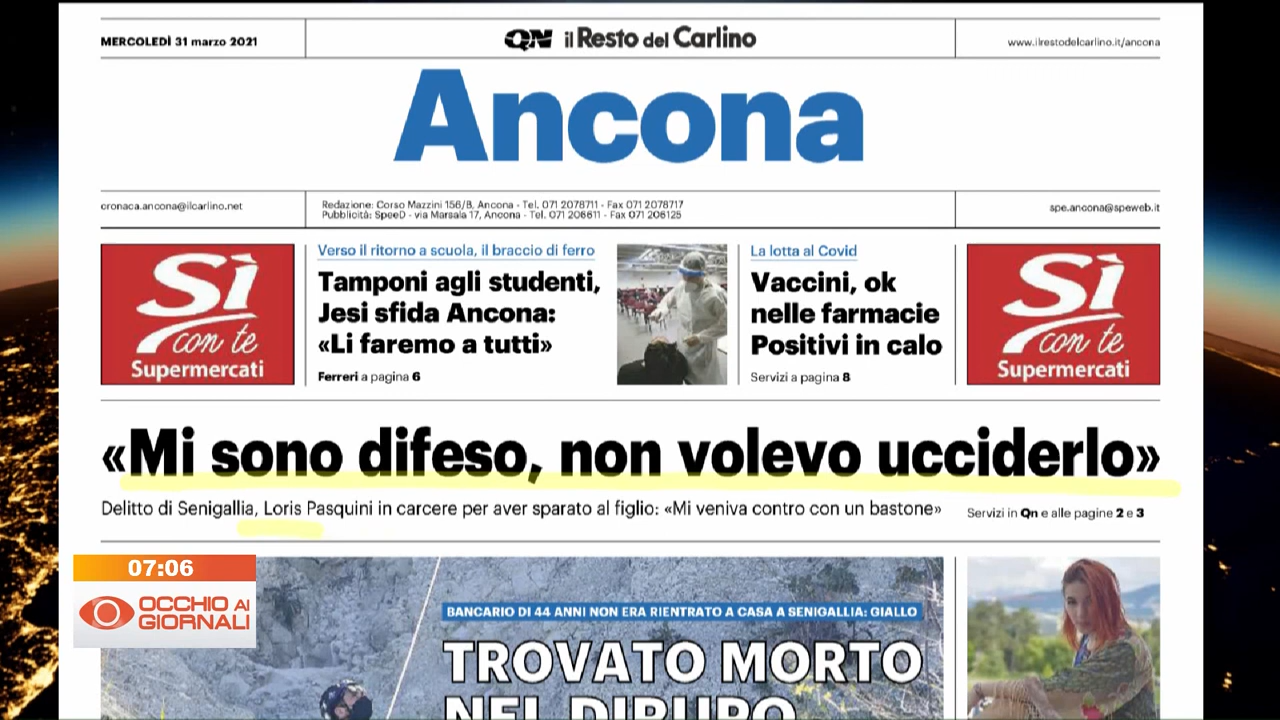 MERCOLEDÌ 31 marzo 2021
QN il Resto del Carlino
www.ilrestodelcarlino.it/ancona
Ancona
cronaca.ancona@ilcarlino.net
Redazione: Corso Mazzini 156/8, Ancona - Tel. 071 2078711 - Fax 071 2078717
Pubblicità: SpeeD - via Marsala 17, Ancona - Tel. 071 206611 - Fax 071 206125
spe.ancona@speweb.it
Sì
con te
Supermercati
Verso il ritorno a scuola, il braccio di ferro
Tamponi agli studenti,
Jesi sfida Ancona:
«Li faremo a tutti»
Ferreri a pagina 6
La lotta al Covid
Vaccini, ok
nelle farmacie
Positivi in calo
Servizi a pagina 8
Sì
con te
Supermercati
«Mi sono difeso, non volevo ucciderlo»
Delitto di Senigallia, Loris Pasquini in carcere per aver sparato al figlio: «Mi veniva contro con un bastone»
Servizi in Qn e alle pagine 2 e 3
07:06
OCCHIO AI
GIORNALI
BANCARIO DI 44 ANNI NON ERA RIENTRATO A CASA A SENIGALLIA: GIALLO
TROVATO MORTO
NEL DIRUPO